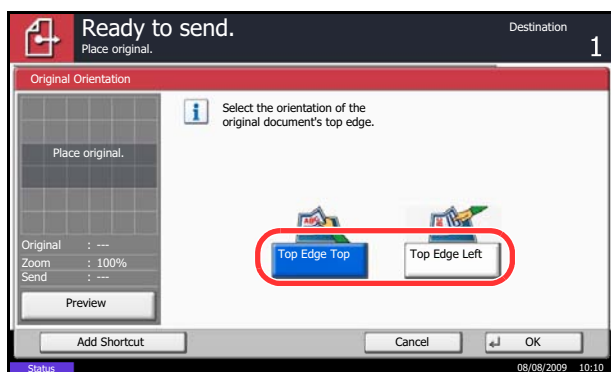 Ready to send.
Destination
Place original.
1
Original Orientation
Select the orientation of the
original document's top edge.
Place original.
ABC
Top Edge Top
Top Edge Left
Original : ---
Zoom : 100%
Send : ---
Preview
Add Shortcut
Cancel
OK
Status
08/08/2009 10:10